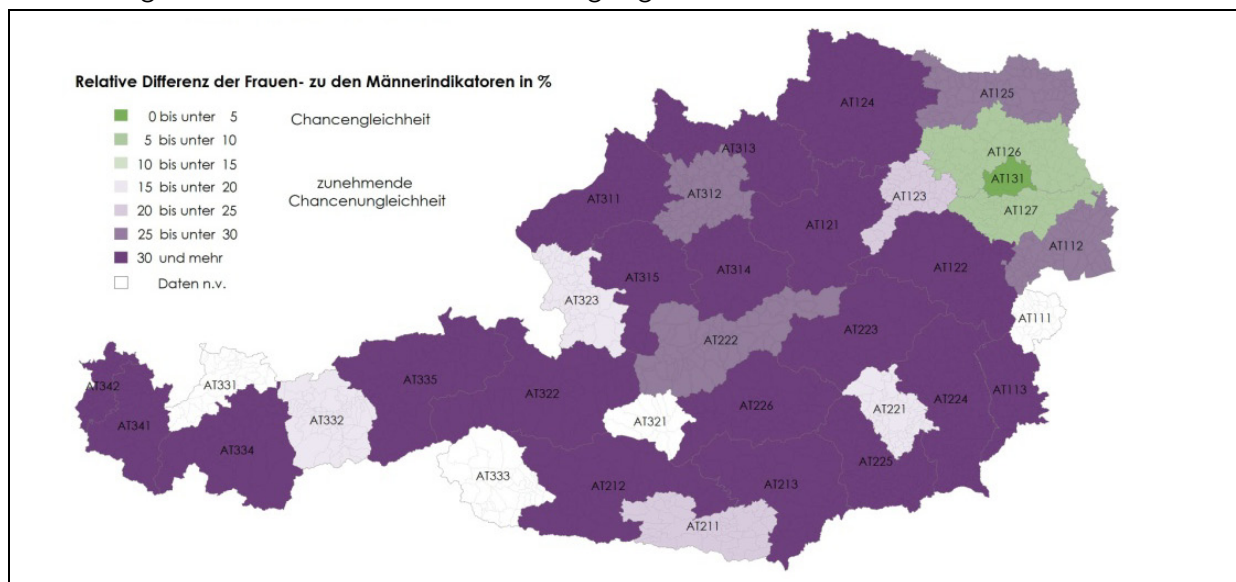 Relative Differenz der Frauen- zu den Männerindikatoren in %
0 bis unter 5 Chancengleichheit
5 bis unter 10
10 bis unter 15
15 bis unter 20 zunehmende
20 bis unter 25 Chancenungleichheit
25 bis unter 30
30 und mehr
Daten n.v.
AT124
AT125
AT313
AT126
AT131
AT312
AT123
AT311
AT127
AT121
AT112
AT122
AT315
AT314
AT323
AT111
AT223
AT222
AT342
AT331
AT335
AT322
AT113
AT224
AT226
AT221
AT321
AT332
AT341
AT334
AT225
AT333
AT212
AT213
AT211